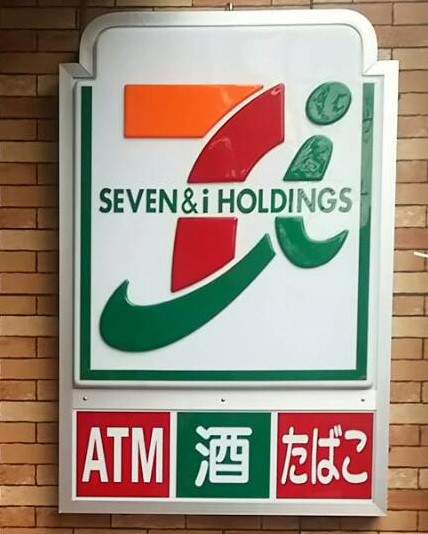 SEVEN&i HOLDINGS
ATM 酒 たばこ